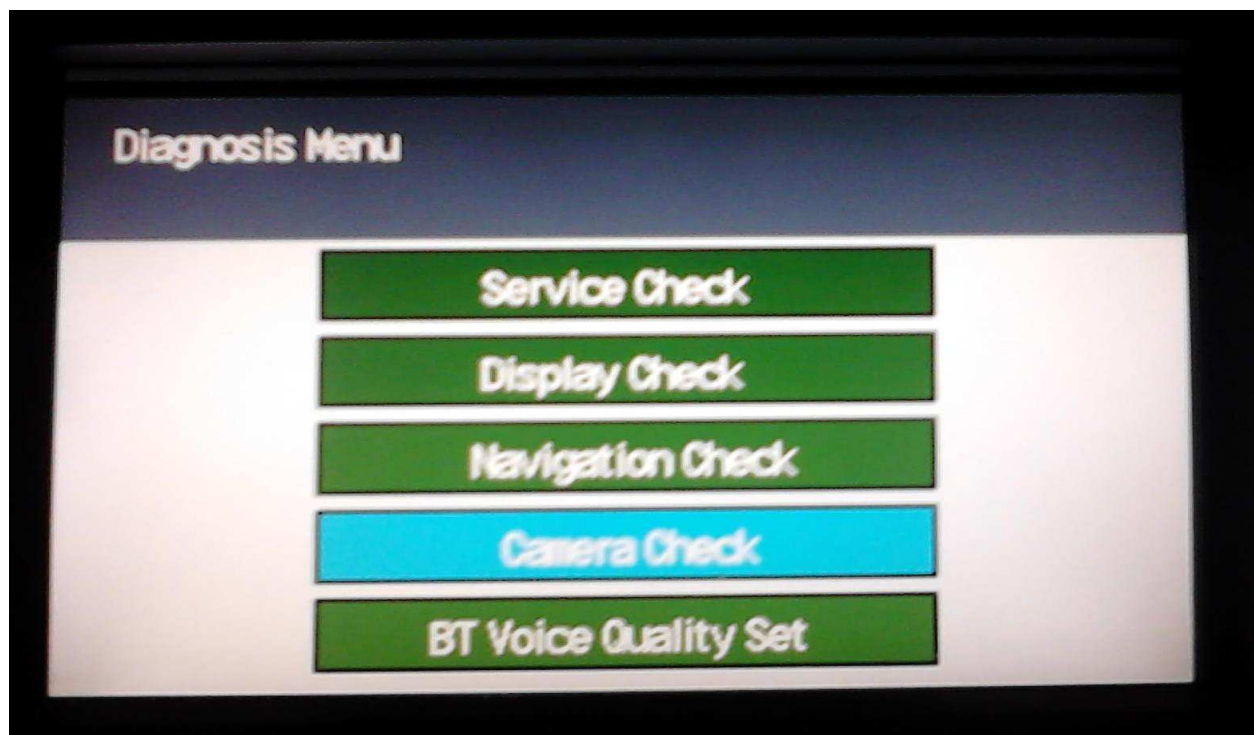 Diagnosis Menu
Service Check
Display Check
Navigation Check
Camera Check
BT Voice Quality Set